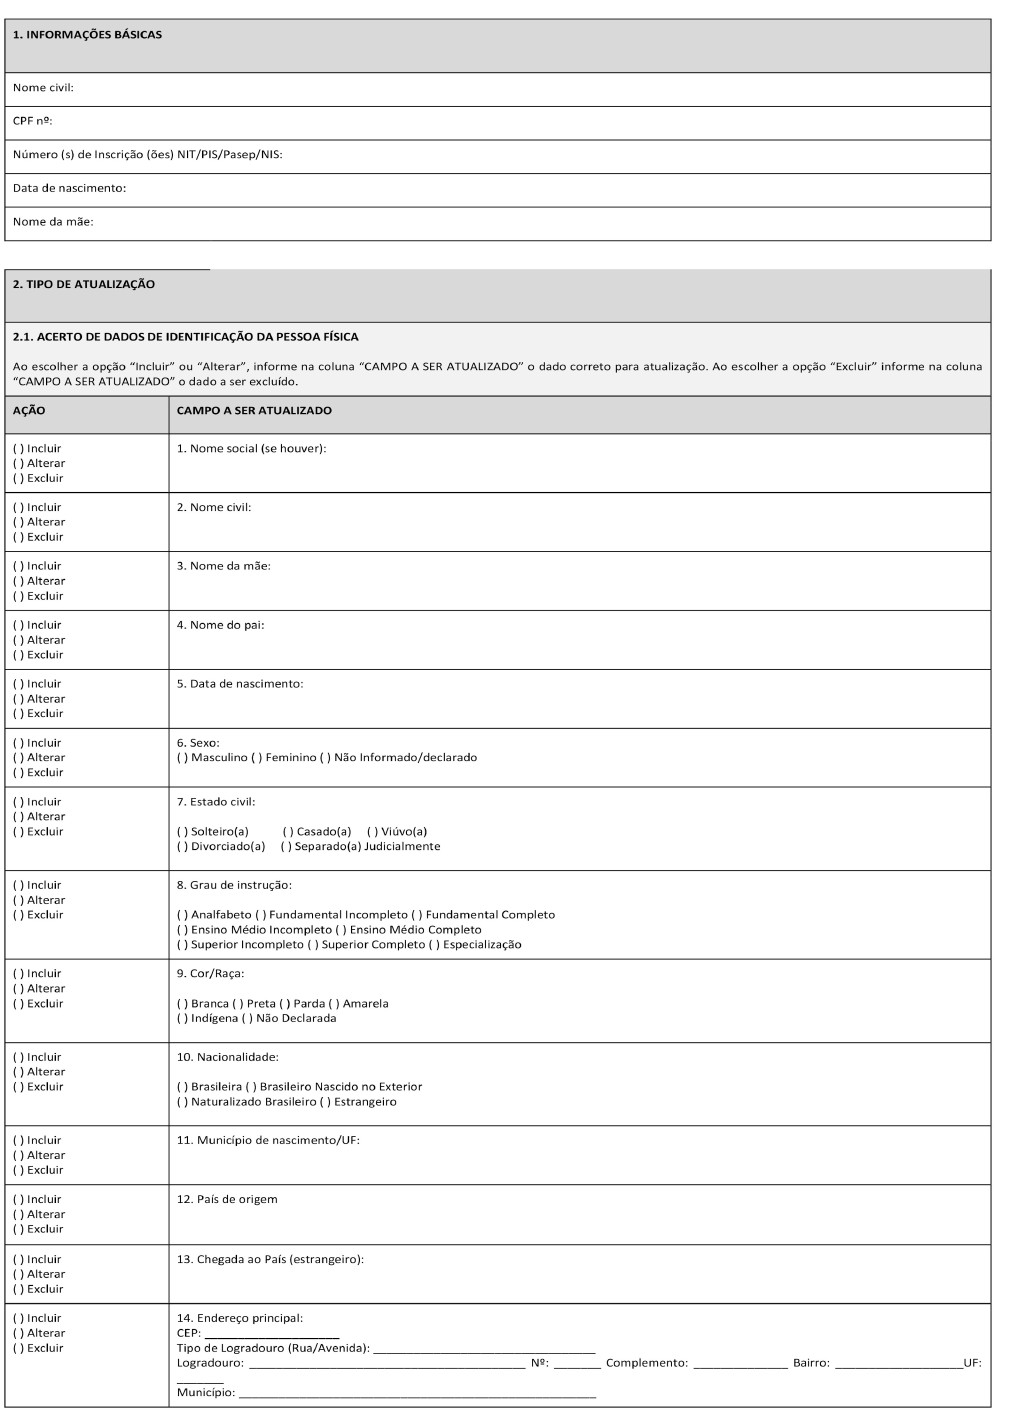 1. INFORMAÇÕES BÁSICAS
Nome civil:
CPF nº:
Número (s) de Inscrição (ões) NIT/PIS/Pasep/NIS:
Data de nascimento:
Nome da mãe:
2. TIPO DE ATUALIZAÇÃO
2.1. ACERTO DE DADOS DE IDENTIFICAÇÃO DA PESSOA FÍSICA
Ao escolher a opção “Incluir” ou “Alterar”, informe na coluna “CAMPO A SER ATUALIZADO” o dado correto para atualização. Ao escolher a opção “Excluir” informe na coluna
“CAMPO A SER ATUALIZADO” o dado a ser excluído.
AÇÃO CAMPO A SER ATUALIZADO
( ) Incluir
( ) Alterar
( ) Excluir
1. Nome social (se houver):
( ) Incluir
( ) Alterar
( ) Excluir
2. Nome civil:
( ) Incluir
( ) Alterar
( ) Excluir
3. Nome da mãe:
( ) Incluir
( ) Alterar
( ) Excluir
4. Nome do pai:
( ) Incluir
( ) Alterar
( ) Excluir
5. Data de nascimento:
( ) Incluir
( ) Alterar
( ) Excluir
6. Sexo:
( ) Masculino ( ) Feminino ( ) Não Informado/declarado
( ) Incluir
( ) Alterar
( ) Excluir
7. Estado civil:
( ) Solteiro(a) ( ) Casado(a) ( ) Viúvo(a)
( ) Divorciado(a) ( ) Separado(a) Judicialmente
( ) Incluir
( ) Alterar
( ) Excluir
8. Grau de instrução:
( ) Analfabeto ( ) Fundamental Incompleto ( ) Fundamental Completo
( ) Ensino Médio Incompleto ( ) Ensino Médio Completo
( ) Superior Incompleto ( ) Superior Completo ( ) Especialização
( ) Incluir
( ) Alterar
( ) Excluir
9. Cor/Raça:
( ) Branca ( ) Preta ( ) Parda ( ) Amarela
( ) Indígena ( ) Não Declarada
( ) Incluir
( ) Alterar
( ) Excluir
10. Nacionalidade:
( ) Brasileira ( ) Brasileiro Nascido no Exterior
( ) Naturalizado Brasileiro ( ) Estrangeiro
( ) Incluir
( ) Alterar
( ) Excluir
11. Município de nascimento/UF:
( ) Incluir
( ) Alterar
( ) Excluir
12. País de origem
( ) Incluir
( ) Alterar
( ) Excluir
13. Chegada ao País (estrangeiro):
( ) Incluir
( ) Alterar
( ) Excluir
14. Endereço principal:
CEP: ____________________
Tipo de Logradouro (Rua/Avenida): _________________________________
Logradouro: _________________________________________ Nº: _______ Complemento: ______________ Bairro: ___________________UF:
_______
Município: _____________________________________________________